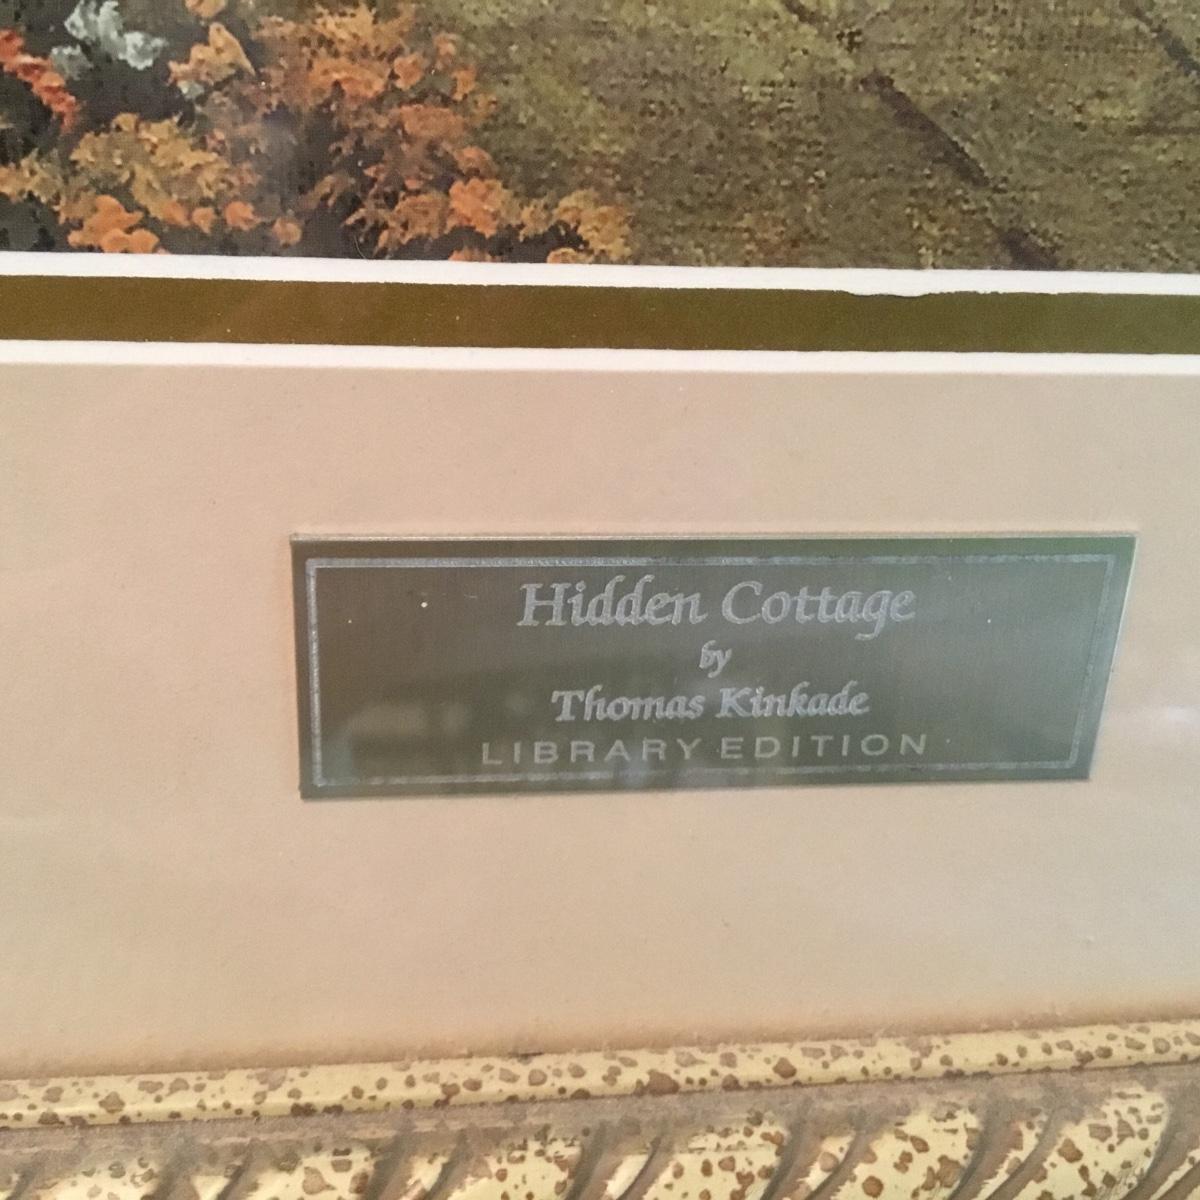 Hidden Cottage
by
Thomas Kinkade
LIBRARY EDITION